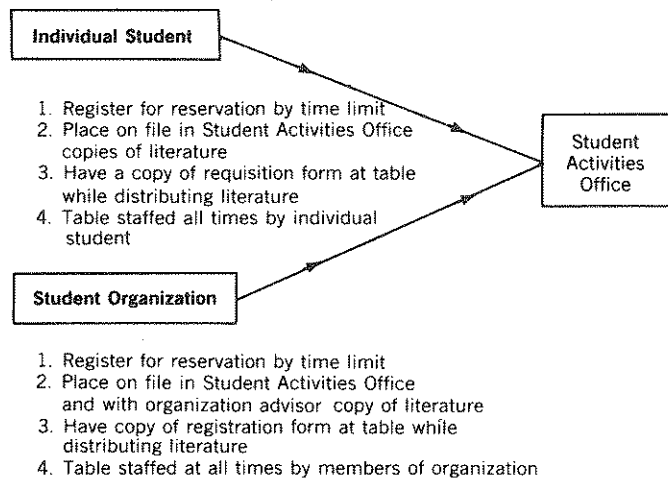 Individual Student
1. Register for reservation by time limit
2. Place on file in Student Activities Office
copies of literature
3. Have a copy of requisition form at table
while distributing literature
4. Table staffed all times by individual
student
Student
Activities
Office
Student Organization
1. Register for reservation by time limit
2. Place on file in Student Activities Office
and with organization advisor copy of literature
3. Have copy of registration form at table while
distributing literature
4. Table staffed at all times by members of organization